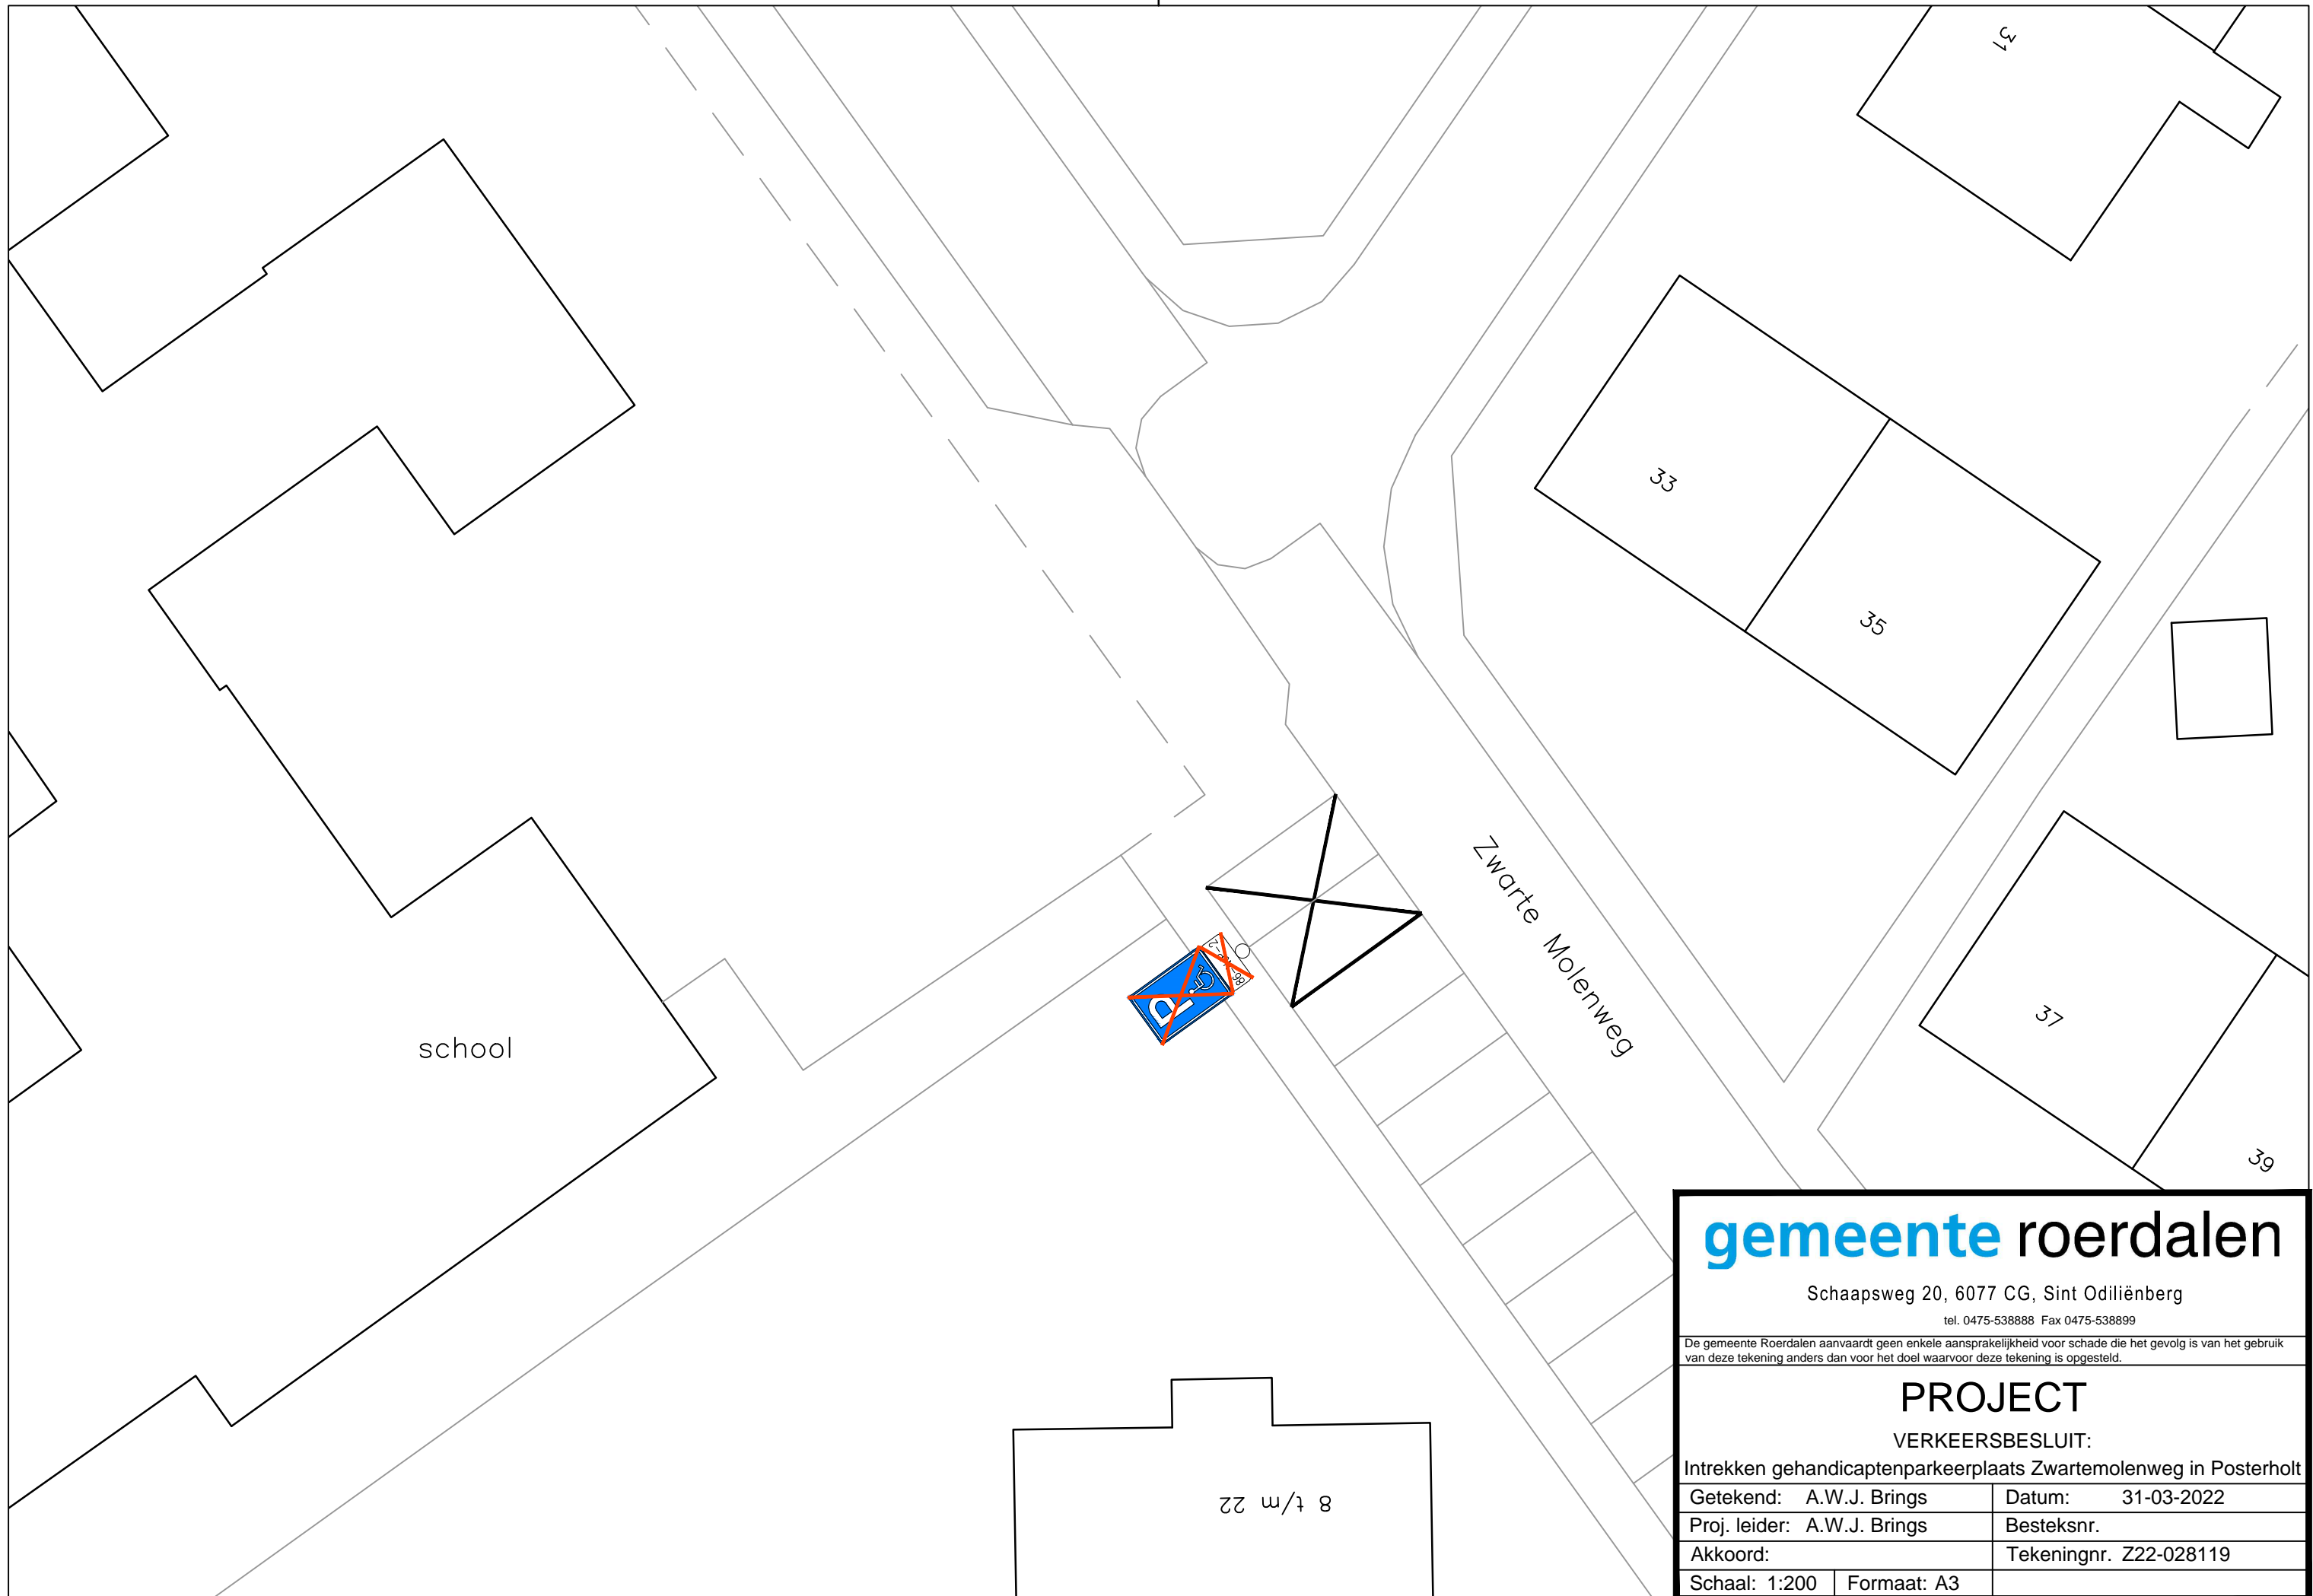 31
33
35
37
39
Zwarte Molenweg
school
8 t/m 22
P
gemeente roerdalen
Schaapsweg 20, 6077 CG, Sint Odiliënberg
tel. 0475-538888 Fax 0475-538899
De gemeente Roerdalen aanvaardt geen enkele aansprakelijkheid voor schade die het gevolg is van het gebruik
van deze tekening anders dan voor het doel waarvoor deze tekening is opgesteld.
PROJECT
VERKEERSBESLUIT:
Intrekken gehandicaptenparkeerplaats Zwartemolenweg in Posterholt
Getekend: A.W.J. Brings
Datum: 31-03-2022
Proj. leider: A.W.J. Brings
Besteksnr.
Akkoord:
Tekeningnr. Z22-028119
Schaal: 1:200
Formaat: A3